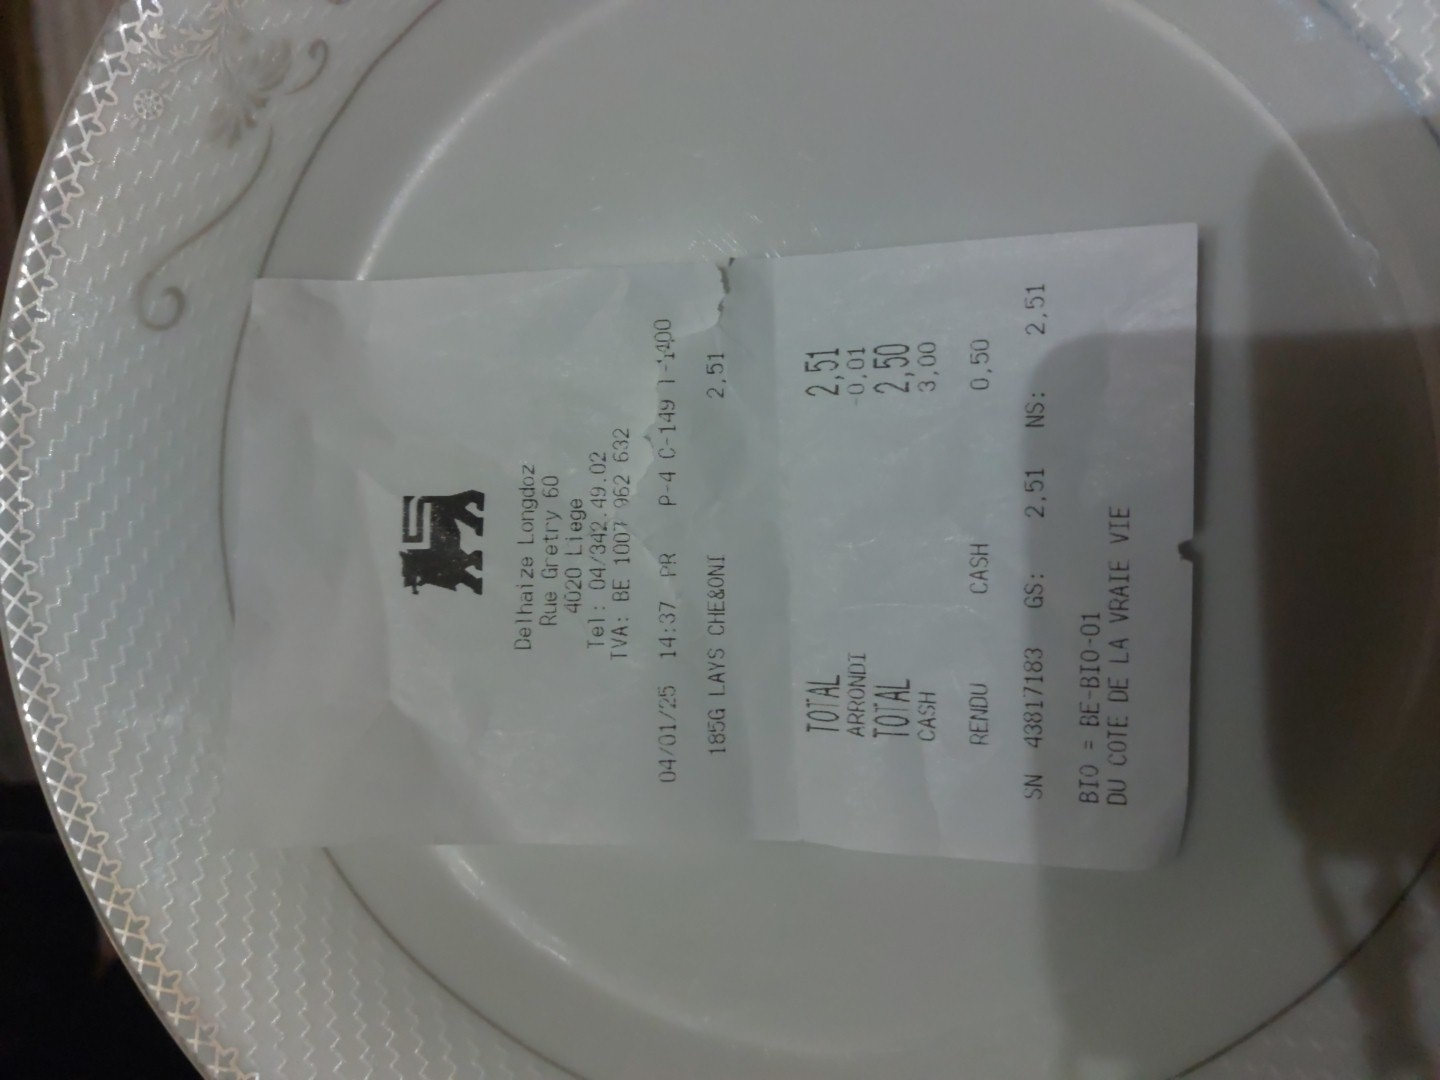 Delhaize Longdoz
Rue Gretry 60
4020 Liege
Tel: 04/342.49.02
TVA: BE 1007 962 632
04/01/25 14:37 PR P-4 C-149
185G LAYS CHE&ONI 2,51
TOTAL 2,51
ARRONDI -0,01
TOTAL 2,50
CASH 3,00
RENDU CASH 0,50
SN 43817183 GS: 2,51 NS: 2,51
BIO = BE-BIO-01
DU COTE DE LA VRAIE VIE